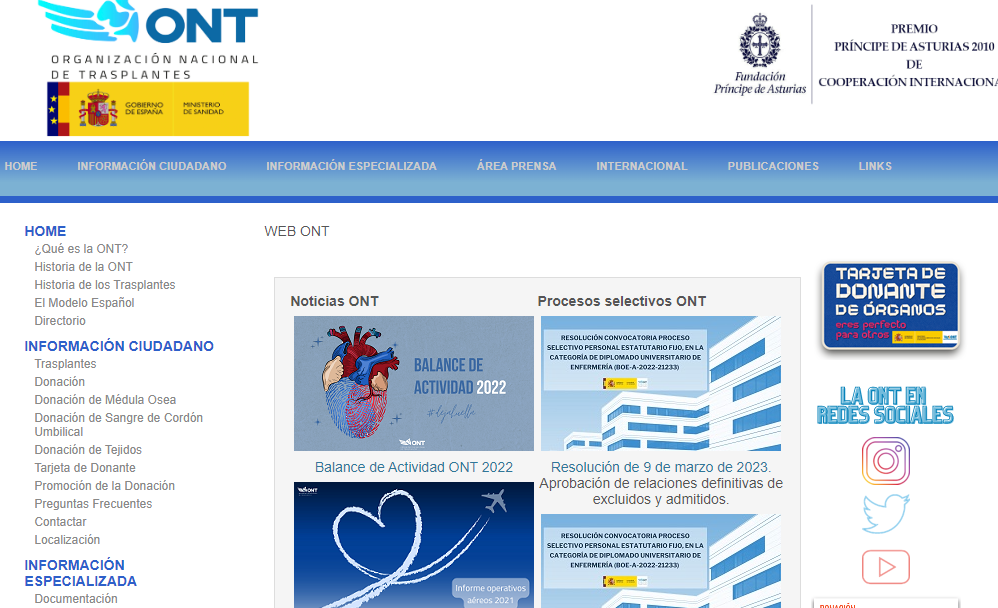 ONT
ORGANIZACIÓN NACIONAL
DE TRASPLANTES
GOBIERNO
DE ESPAÑA
MINISTERIO
DE SANIDAD
Fundación
Príncipe de Asturias
PREMIO
PRÍNCIPE DE ASTURIAS 2010
DE
COOPERACIÓN INTERNACIONA
HOME
INFORMACIÓN CIUDADANO
INFORMACIÓN ESPECIALIZADA
ÁREA PRENSA
INTERNACIONAL
PUBLICACIONES
LINKS
HOME
¿Qué es la ONT?
Historia de la ONT
Historia de los Trasplantes
El Modelo Español
Directorio
INFORMACIÓN CIUDADANO
Trasplantes
Donación
Donación de Médula Osea
Donación de Sangre de Cordón
Umbilical
Donación de Tejidos
Tarjeta de Donante
Promoción de la Donación
Preguntas Frecuentes
Contactar
Localización
INFORMACIÓN
ESPECIALIZADA
Documentación
WEB ONT
Noticias ONT
BALANCE DE
ACTIVIDAD 2022
#dejahuella
ONT
Balance de Actividad ONT 2022
ONT
Informe operativos
aéreos 2021
Procesos selectivos ONT
RESOLUCIÓN CONVOCATORIA PROCESO
SELECTIVO PERSONAL ESTATUTARIO FIJO, EN LA
CATEGORÍA DE DIPLOMADO UNIVERSITARIO DE
ENFERMERÍA (BOE-A-2022-21233)
Resolución de 9 de marzo de 2023.
Aprobación de relaciones definitivas de
excluidos y admitidos.
RESOLUCIÓN CONVOCATORIA PROCESO
SELECTIVO PERSONAL ESTATUTARIO FIJO, EN LA
CATEGORÍA DE DIPLOMADO UNIVERSITARIO DE
ENFERMERÍA (BOE-A-2022-21233)
TARJETA DE
DONANTE
DE ÓRGANOS
eres perfecto
para otros
LA ONT EN
REDES SOCIALES
DONACIÓN